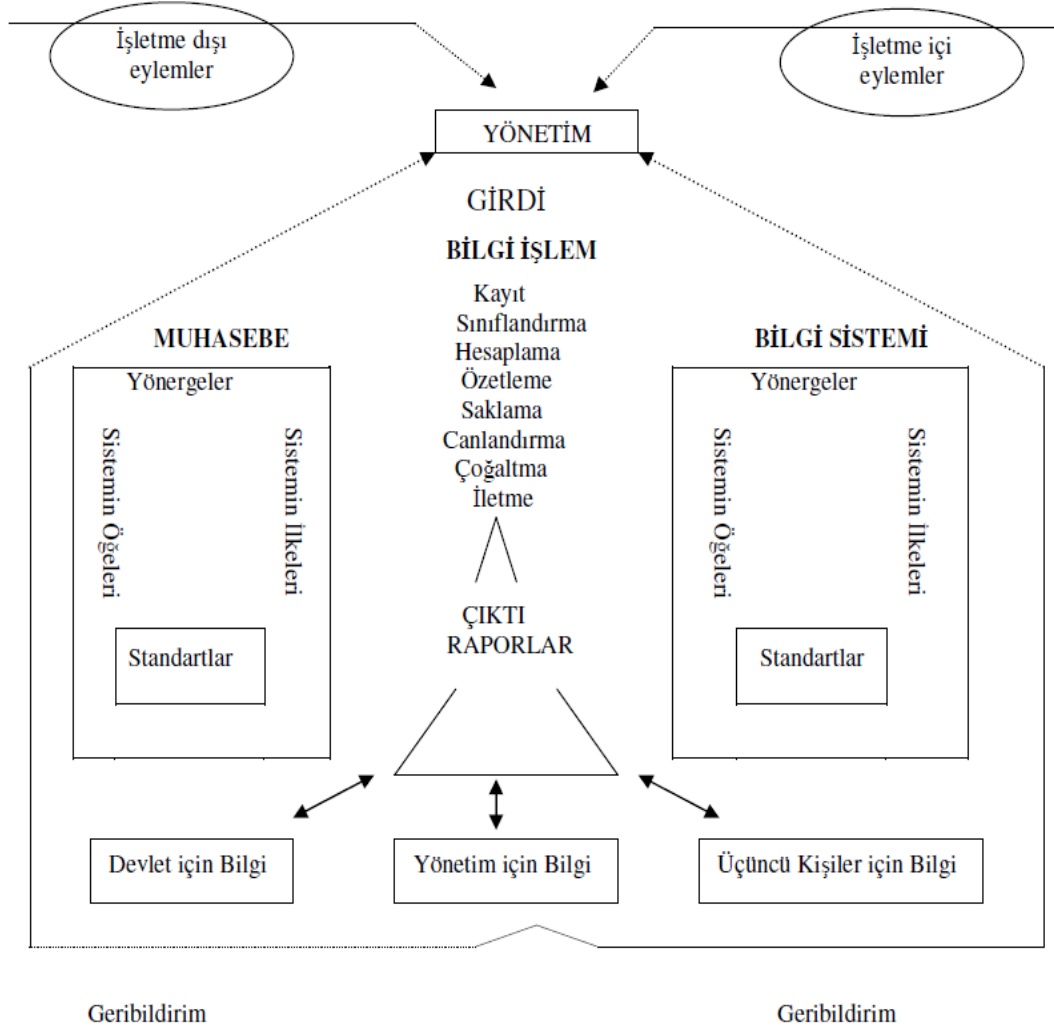 İşletme dışı
eylemler
İşletme içi
eylemler
YÖNETİM
GİRDİ
BİLGİ İŞLEM
Kayıt
Sınıflandırma
Hesaplama
Özetleme
Saklama
Canlandırma
Çoğaltma
İletme
MUHASEBE
Yönergeler
Sistemin Öğeleri
Sistemin İlkeleri
Standartlar
BİLGİ SİSTEMİ
Yönergeler
Sistemin Öğeleri
Sistemin İlkeleri
Standartlar
ÇIKTI
RAPORLAR
Devlet için Bilgi
Yönetim için Bilgi
Üçüncü Kişiler için Bilgi
Geribildirim
Geribildirim